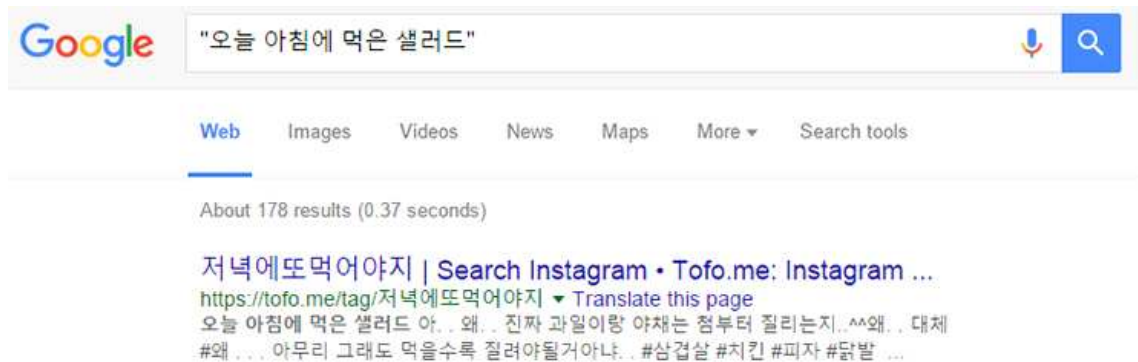 Google "오늘 아침에 먹은 샐러드"
Web Images Videos News Maps More ▾ Search tools
About 178 results (0.37 seconds)
저녁에또먹어야지 | Search Instagram • Tofo.me: Instagram ...
https://tofo.me/tag/저녁에또먹어야지 ▾ Translate this page
오늘 아침에 먹은 샐러드 아. . 왜. . 진짜 과일이랑 야채는 첨부터 질리는지..^^왜. . 대체
#왜 . . . 아무리 그래도 먹을수록 질려야될거아냐. . #삼겹살 #치킨 #피자 #닭발 ...